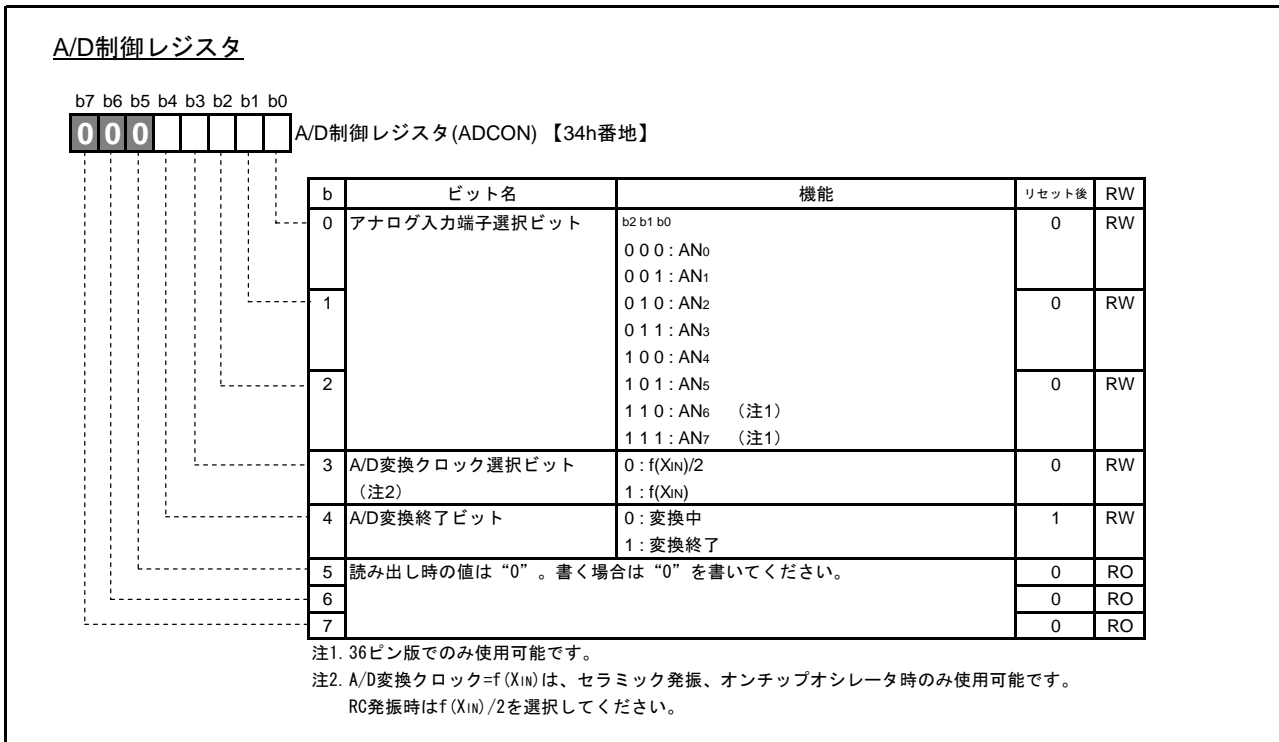 A/D制御レジスタ
b7 b6 b5 b4 b3 b2 b1 b0
0 0 0 A/D制御レジスタ(ADCON) 【34h番地】
b ビット名 機能 リセット後 RW
0 アナログ入力端子選択ビット b2 b1 b0 0 RW
0 0 0 : AN0
0 0 1 : AN1
1 0 1 0 : AN2 0 RW
0 1 1 : AN3
1 0 0 : AN4
2 1 0 1 : AN5 0 RW
1 1 0 : AN6 （注1）
1 1 1 : AN7 （注1）
3 A/D変換クロック選択ビット 0 : f(XIN)/2 0 RW
（注2） 1 : f(XIN)
4 A/D変換終了ビット 0 : 変換中 1 RW
1 : 変換終了
5 読み出し時の値は“0”。書く場合は“0”を書いてください。 0 RO
6 0 RO
7 0 RO
注1. 36ピン版でのみ使用可能です。
注2. A/D変換クロック=f(XIN)は、セラミック発振、オンチップオシレータ時のみ使用可能です。
RC発振時はf(XIN)/2を選択してください。